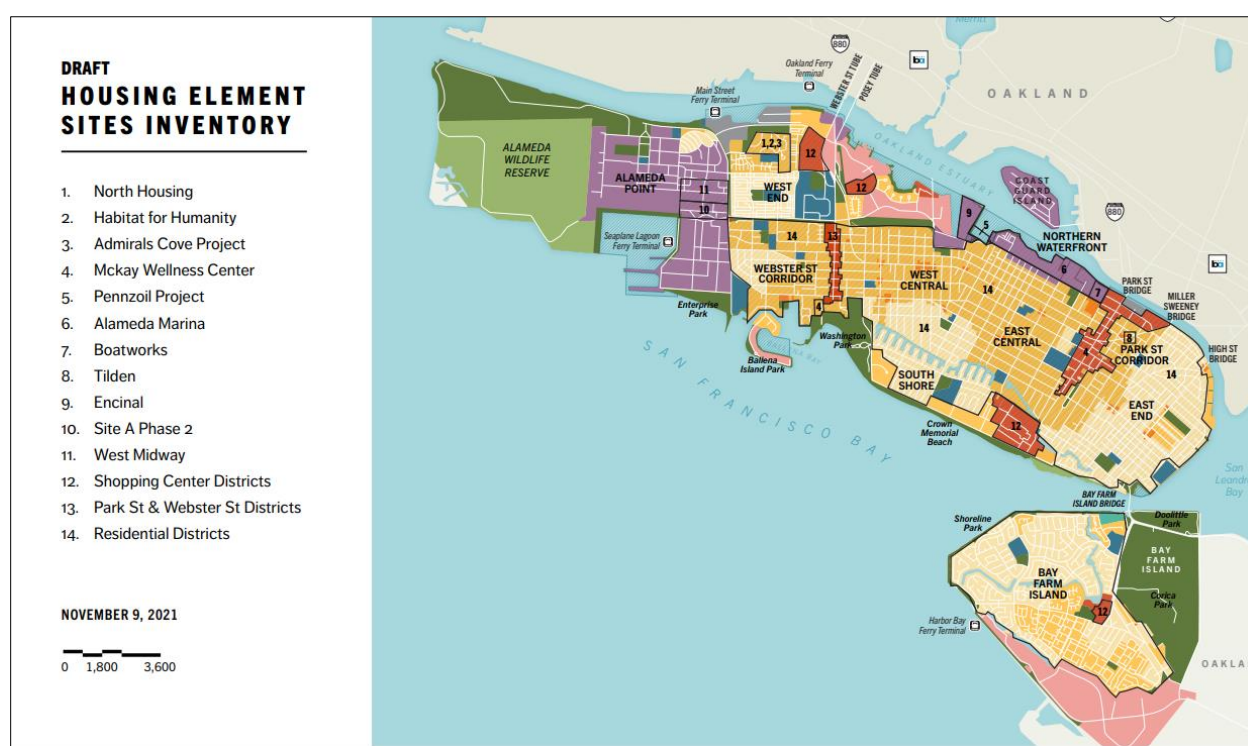 DRAFT
HOUSING ELEMENT
SITES INVENTORY
1. North Housing
2. Habitat for Humanity
3. Admirals Cove Project
4. Mckay Wellness Center
5. Pennzoil Project
6. Alameda Marina
7. Boatworks
8. Tilden
9. Encinal
10. Site A Phase 2
11. West Midway
12. Shopping Center Districts
13. Park St & Webster St Districts
14. Residential Districts
NOVEMBER 9, 2021
0 1,800 3,600
Merritt
880
Oakland Ferry
Terminal
WEBSTER ST TUBE
POSEY TUBE
ba
OAKLAND
Main Street
Ferry Terminal
OAKLAND ESTUARY
ALAMEDA
WILDLIFE
RESERVE
1,2,3
12
ALAMEDA
POINT
11
WEST
END
12
COAST
GUARD
ISLAND
10
9
5
880
NORTHERN
WATERFRONT
Seaplane Lagoon
Ferry Terminal
14
13
WEBSTER ST
CORRIDOR
WEST
CENTRAL
14
6
7
PARK ST
BRIDGE
ba
MILLER
SWEENEY
BRIDGE
Enterprise
Park
4
Washington
Park
14
EAST
CENTRAL
8
4
PARK ST
CORRIDOR
14
HIGH ST
BRIDGE
BALLENA BAY
Ballena
Island Park
SOUTH
SHORE
EAST
END
SAN FRANCISCO BAY
Crown
Memorial
Beach
12
San
Leandro
Bay
BAY FARM
ISLAND BRIDGE
Shoreline
Park
Doolittle
Park
BAY
FARM
ISLAND
BAY
FARM
ISLAND
Corica
Park
12
Harbor Bay
Ferry Terminal
OAKLA